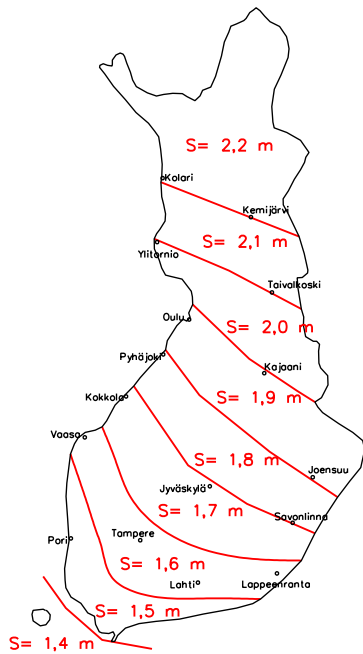 S= 2,2 m
Kolari
Kemijärvi
S= 2,1 m
Ylitornio
Taivalkoski
Oulu
S= 2,0 m
Pyhäjoki
Kajaani
Kokkola
S= 1,9 m
Vaasa
S= 1,8 m
Joensuu
Jyväskylä
S= 1,7 m
Savonlinna
Pori
Tampere
S= 1,6 m
Lahti
Lappeenranta
S= 1,5 m
S= 1,4 m